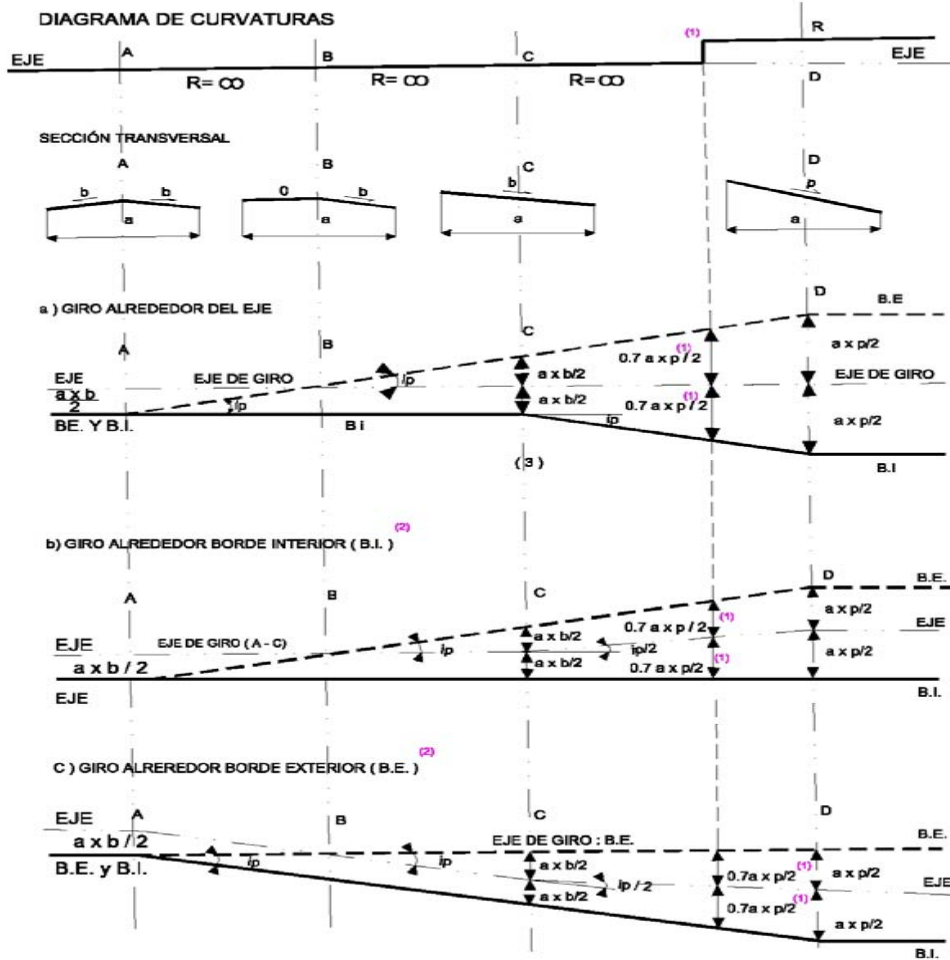 DIAGRAMA DE CURVATURAS
D
(1) R
EJE A B C EJE
R= ∞ R= ∞ R= ∞ D
SECCIÓN TRANSVERSAL
A B C D
b b 0 b b p
a a a a
a ) GIRO ALREDEDOR DEL EJE
D B.E
A B C
EJE EJE DE GIRO ip a x b/2 0.7 a x p / 2 (1) a x p/2 EJE DE GIRO
a x b
2 ip a x b/2 0.7 a x p / 2 (1) a x p/2
BE. Y B.I. B i ip
( 3 ) B.I
b) GIRO ALREDEDOR BORDE INTERIOR ( B.I. ) (2)
A B C D B.E.
EJE EJE DE GIRO ( A - C) ip a x b/2 0.7 a x p / 2 (1) a x p/2 EJE
a x b / 2 a x b/2 ip/2 0.7 a x p/2 (1) a x p/2
EJE B.I.
C ) GIRO ALREREDOR BORDE EXTERIOR ( B.E. ) (2)
EJE A B C D
a x b / 2 EJE DE GIRO : B.E. B.E.
B.E. y B.I. ip ip a x b/2 0.7a x p/2 (1) a x p/2
a x b/2 ip / 2 0.7a x p/2 (1) a x p/2 EJE
B.I.